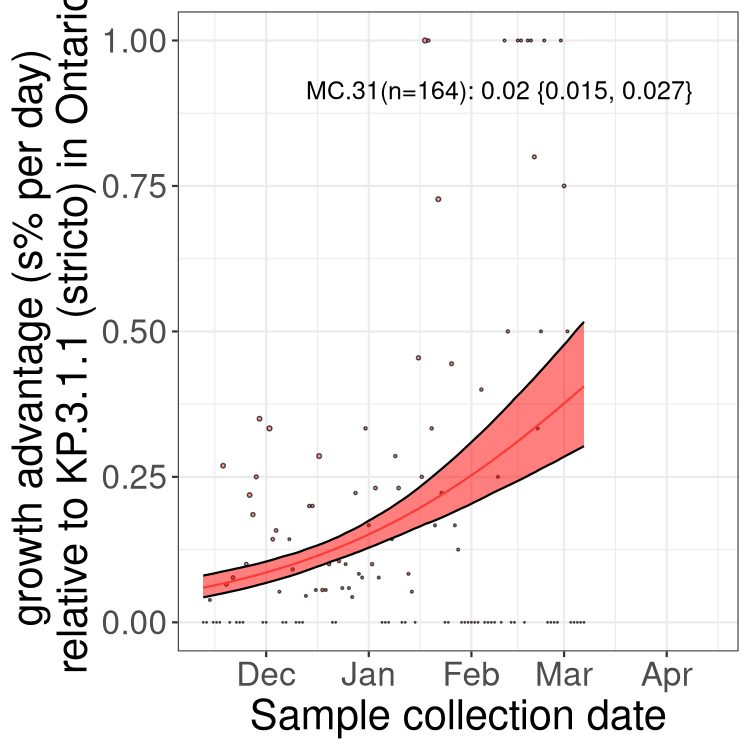 growth advantage (s% per day)
relative to KP.3.1.1 (stricto) in Ontario
1.00
0.75
0.50
0.25
0.00
MC.31(n=164): 0.02 {0.015, 0.027}
Dec Jan Feb Mar Apr
Sample collection date